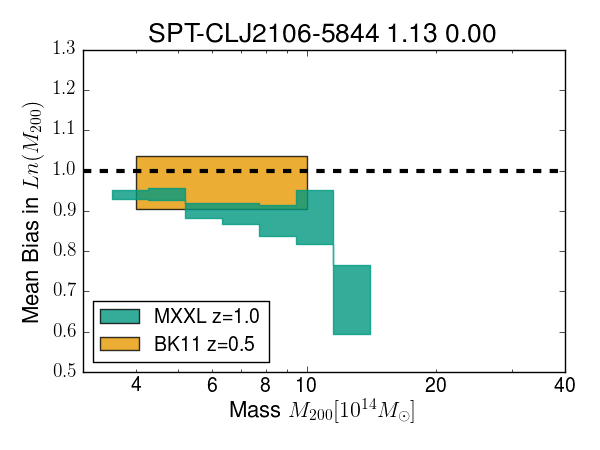 SPT-CLJ2106-5844 1.13 0.00
1.3
1.2
1.1
1.0
0.9
0.8
0.7
0.6
0.5
Mean Bias in Ln(M200)
MXXL z=1.0
BK11 z=0.5
4 6 8 10 20 40
Mass M200[10^14 M⊙]